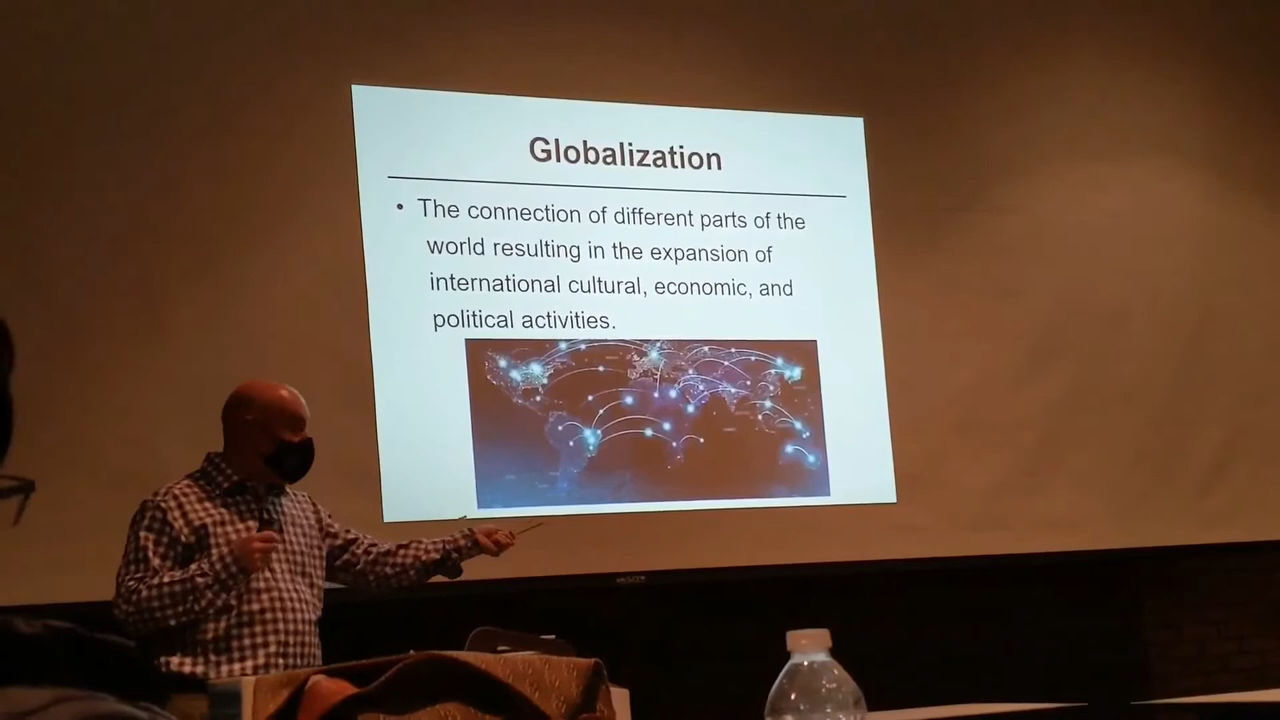 Globalization
• The connection of different parts of the
world resulting in the expansion of
international cultural, economic, and
political activities.